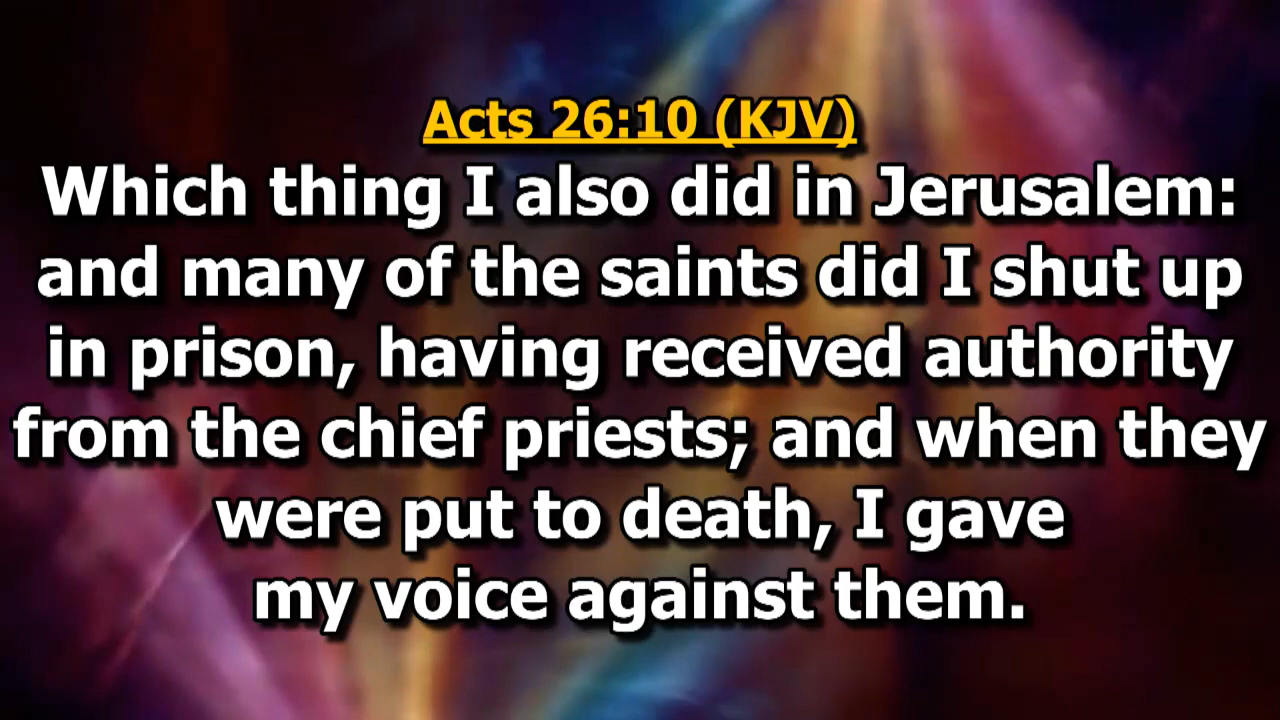 Acts 26:10 (KJV)
Which thing I also did in Jerusalem:
and many of the saints did I shut up
in prison, having received authority
from the chief priests; and when they
were put to death, I gave
my voice against them.